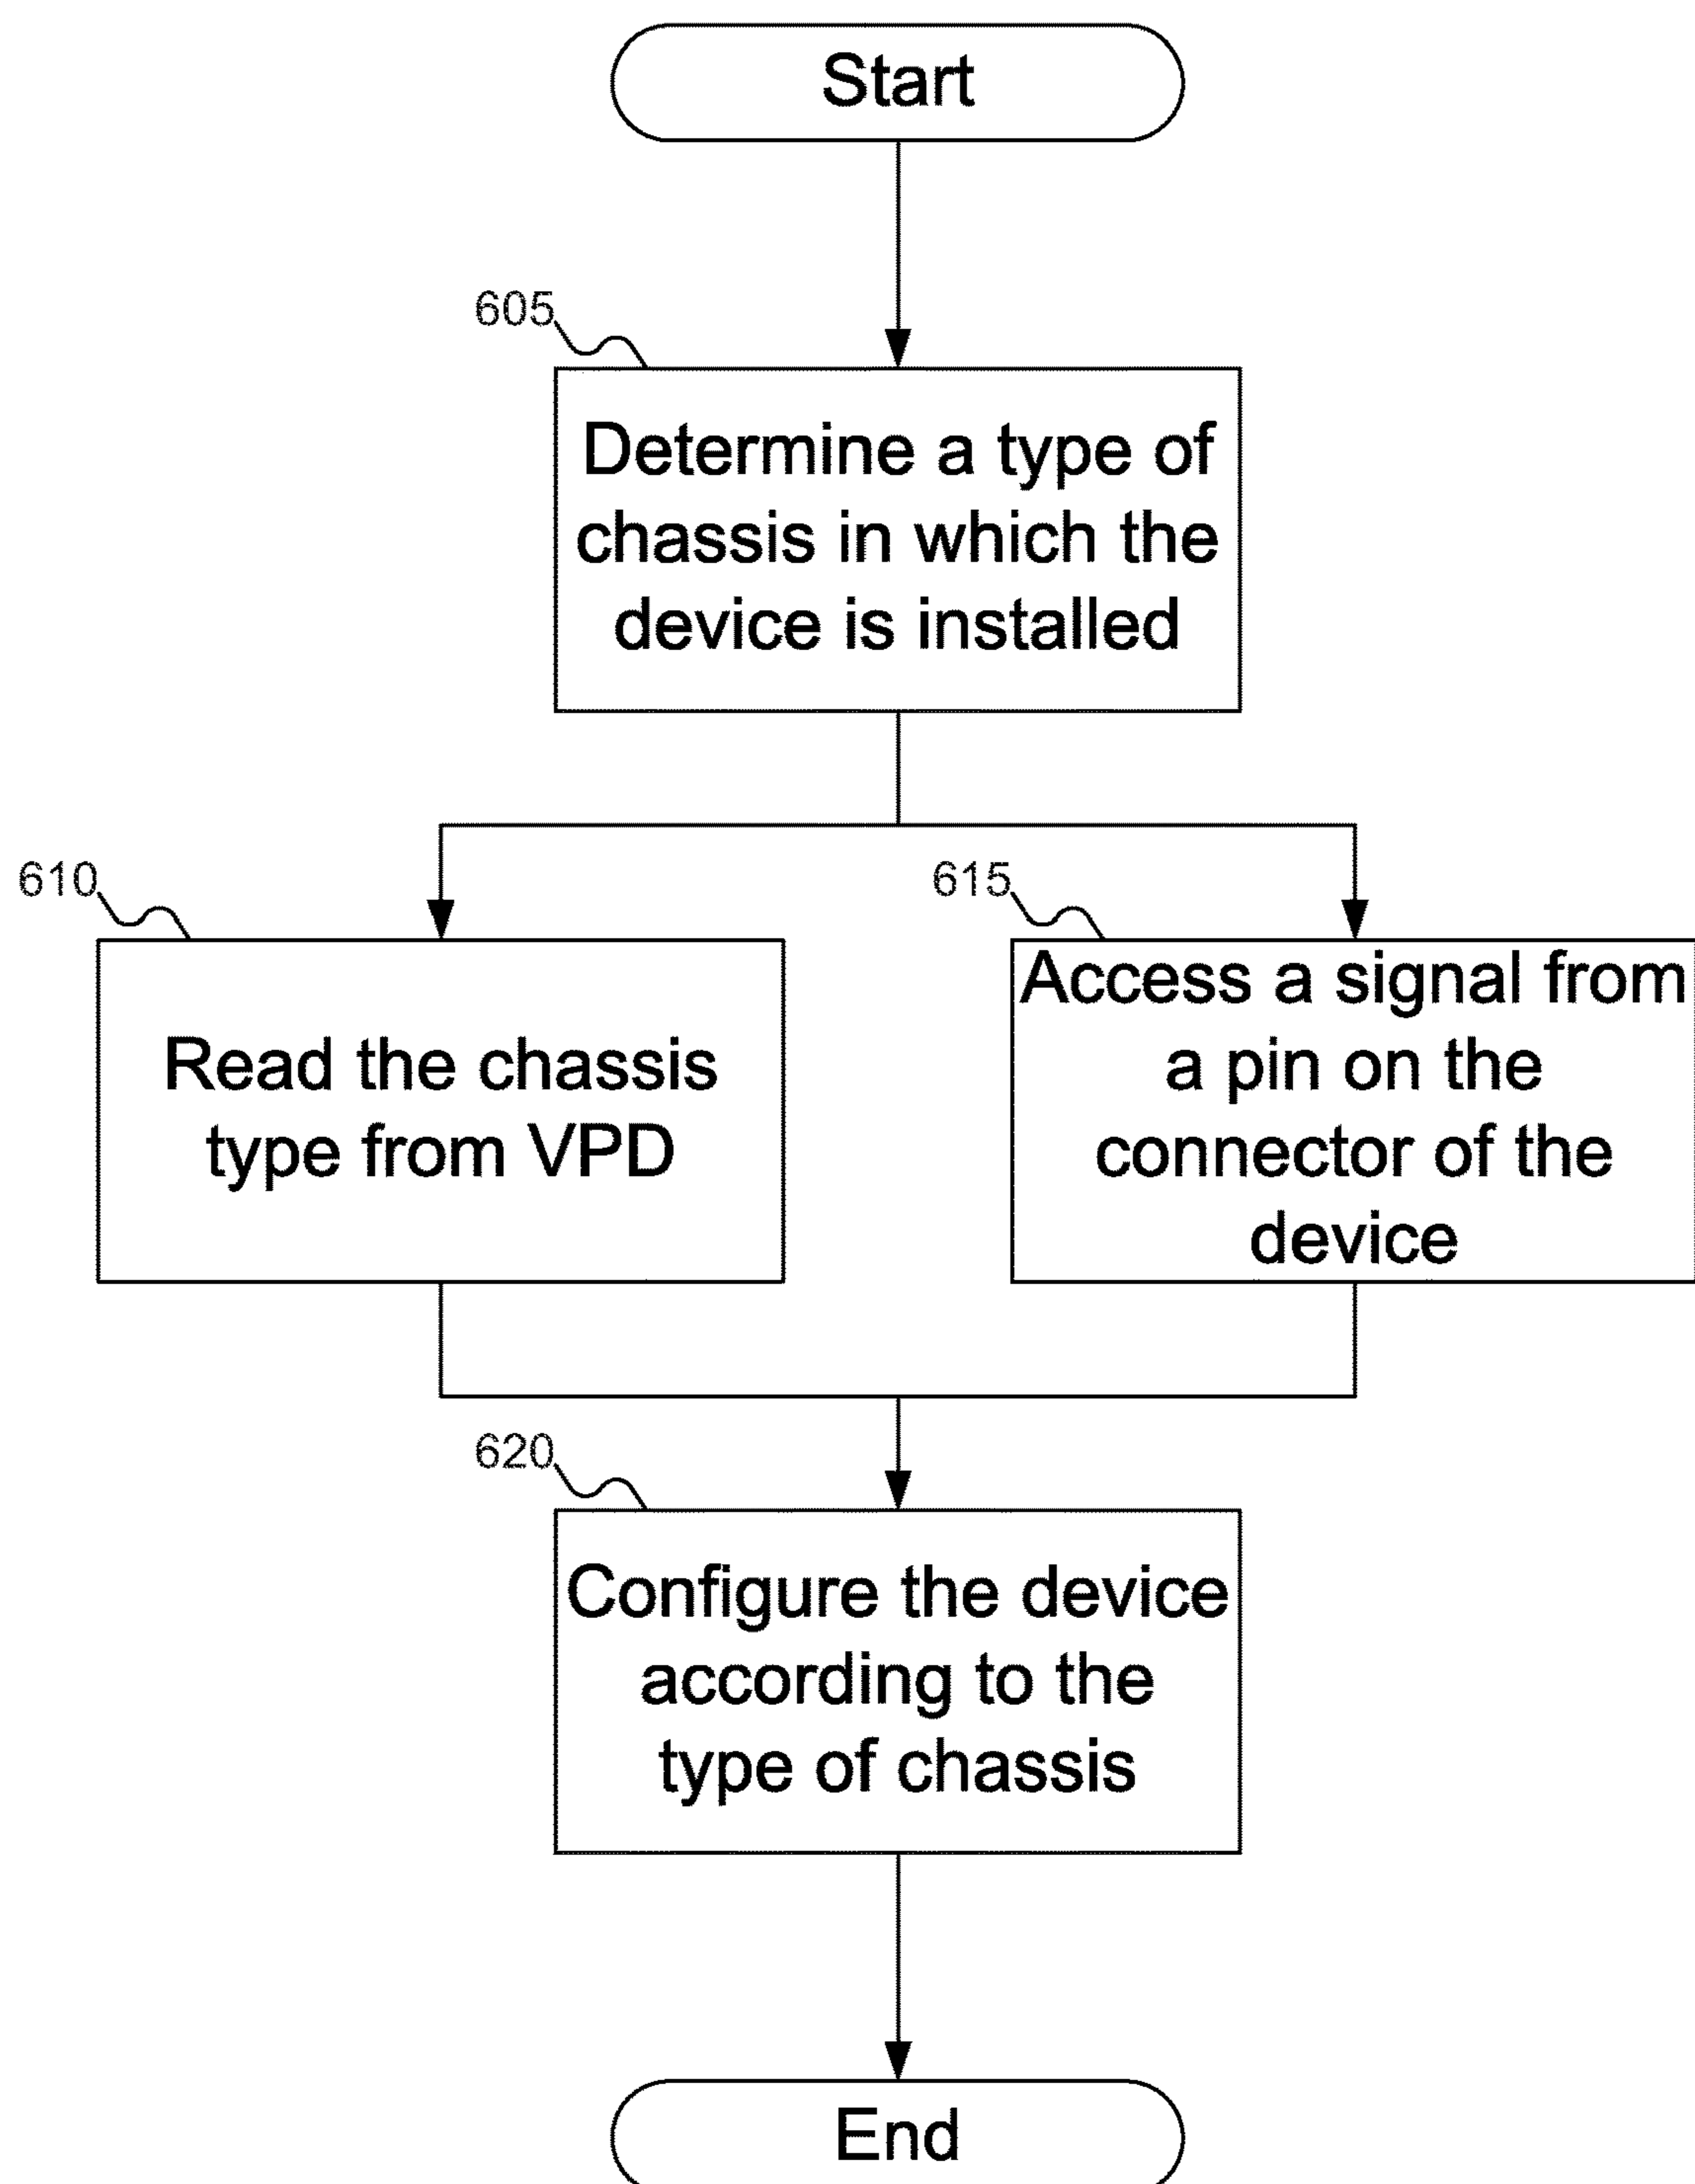 Start
605
Determine a type of
chassis in which the
device is installed
610
Read the chassis
type from VPD
615
Access a signal from
a pin on the
connector of the
device
620
Configure the device
according to the
type of chassis
End